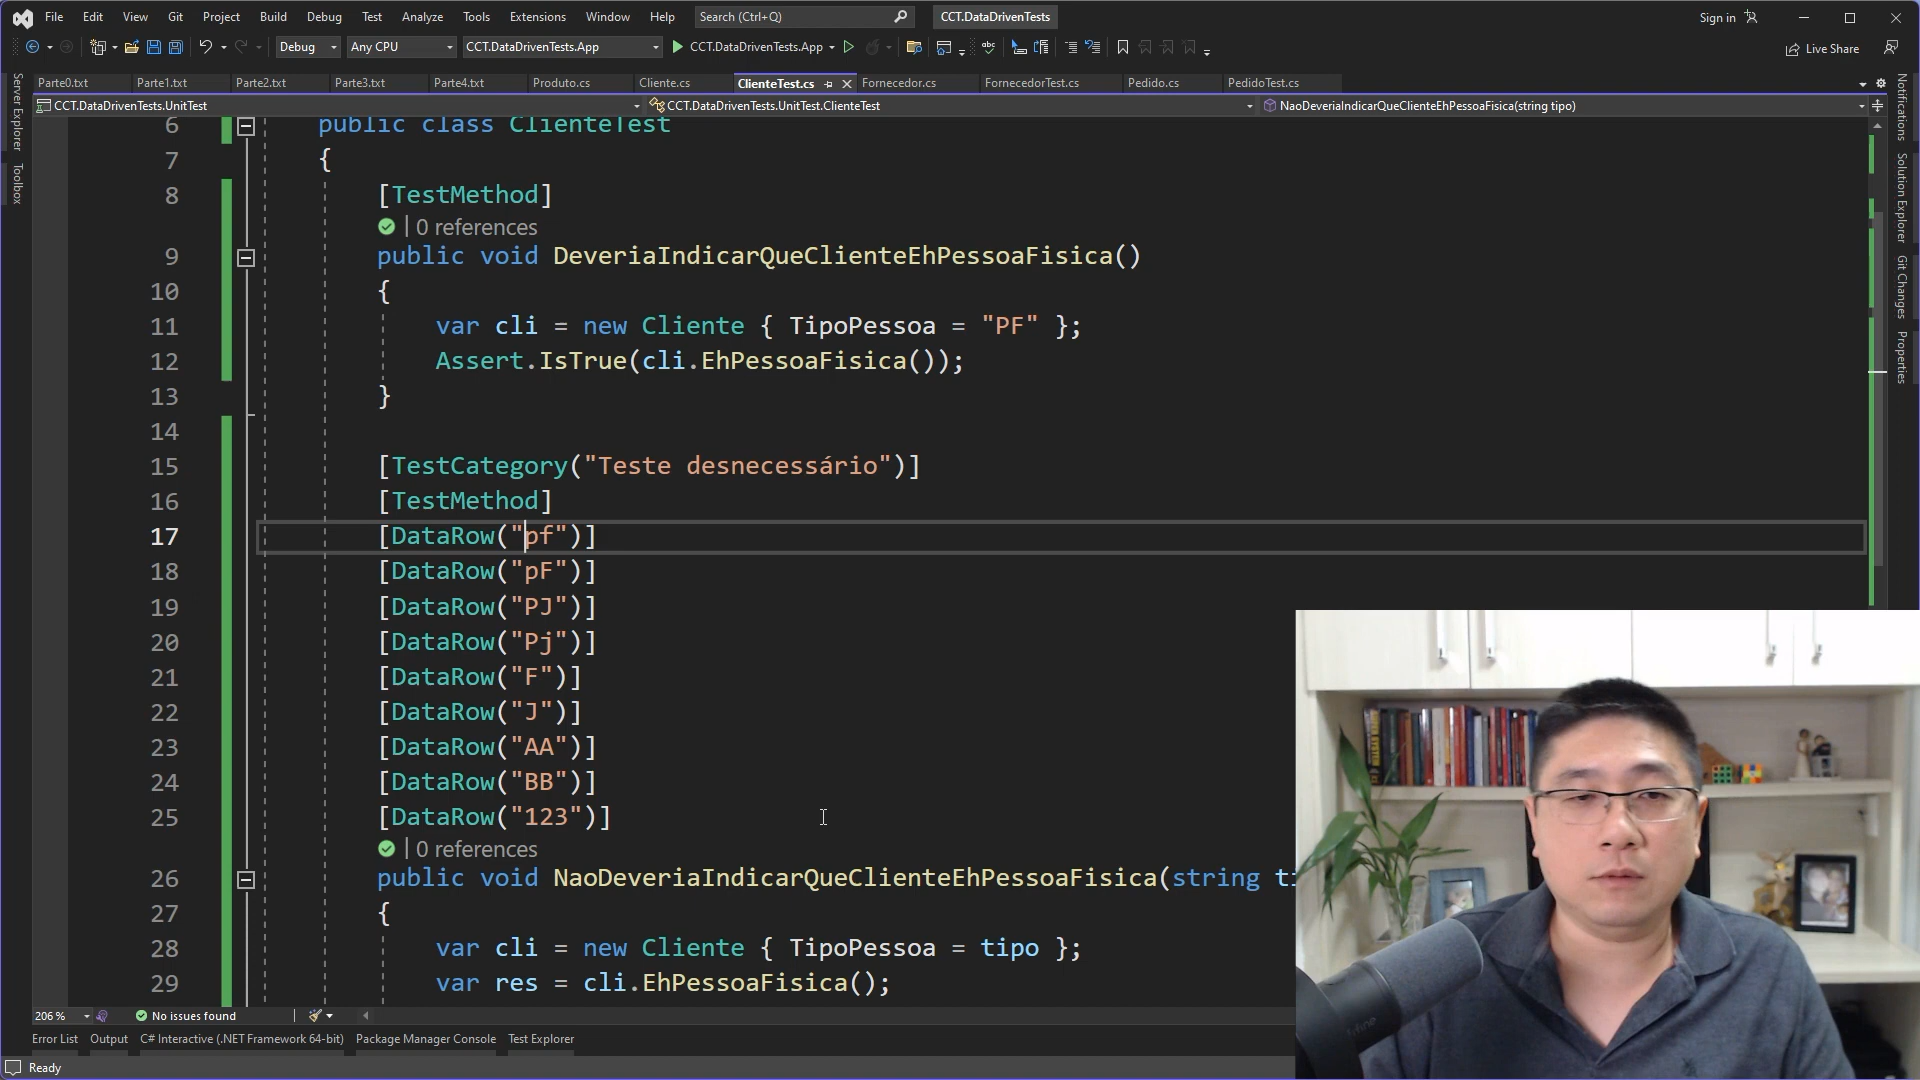 File Edit View Git Project Build Debug Test Analyze Tools Extensions Window Help Search (Ctrl+Q) CCT.DataDrivenTests Sign in
Debug Any CPU CCT.DataDrivenTests.App CCT.DataDrivenTests.App Live Share
Parte0.txt Parte1.txt Parte2.txt Parte3.txt Parte4.txt Produto.cs Cliente.cs ClienteTest.cs Fornecedor.cs FornecedorTest.cs Pedido.cs PedidoTest.cs
CCT.DataDrivenTests.UnitTest CCT.DataDrivenTests.UnitTest.ClienteTest NaoDeveriaIndicarQueClienteEhPessoaFisica(string tipo)
Server Explorer
Toolbox
Notifications
Solution Explorer
Git Changes
Properties
6 public class ClienteTest
7 {
8 [TestMethod]
| 0 references
9 public void DeveriaIndicarQueClienteEhPessoaFisica()
10 {
11 var cli = new Cliente { TipoPessoa = "PF" };
12 Assert.IsTrue(cli.EhPessoaFisica());
13 }
14
15 [TestCategory("Teste desnecessário")]
16 [TestMethod]
17 [DataRow("pf")]
18 [DataRow("pF")]
19 [DataRow("PJ")]
20 [DataRow("Pj")]
21 [DataRow("F")]
22 [DataRow("J")]
23 [DataRow("AA")]
24 [DataRow("BB")]
25 [DataRow("123")]
| 0 references
26 public void NaoDeveriaIndicarQueClienteEhPessoaFisica(string ti
27 {
28 var cli = new Cliente { TipoPessoa = tipo };
29 var res = cli.EhPessoaFisica();
206 % No issues found
Error List Output C# Interactive (.NET Framework 64-bit) Package Manager Console Test Explorer
Ready